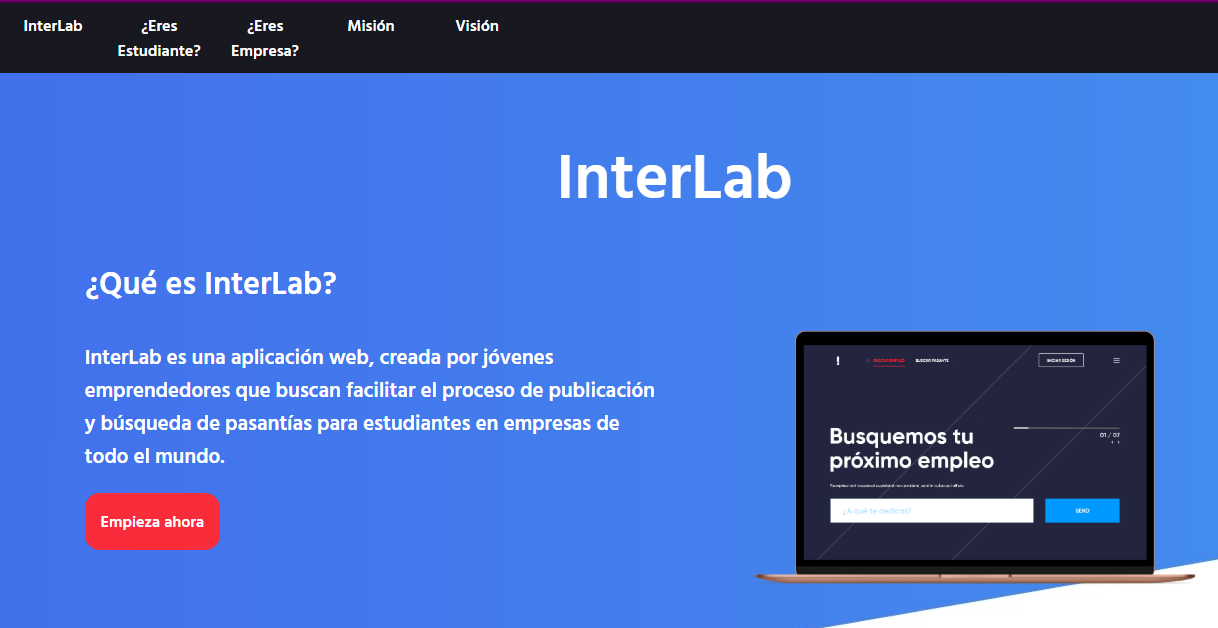 InterLab
¿Eres
Estudiante?
¿Eres
Empresa?
Misión
Visión
InterLab
¿Qué es InterLab?
InterLab es una aplicación web, creada por jóvenes
emprendedores que buscan facilitar el proceso de publicación
y búsqueda de pasantías para estudiantes en empresas de
todo el mundo.
Empieza ahora
BUSCAR EMPLEO
BUSCAR PASANTE
INICIAR SESIÓN
Busquemos tu
próximo empleo
01 / 07
¿A qué te dedicas?
SEND